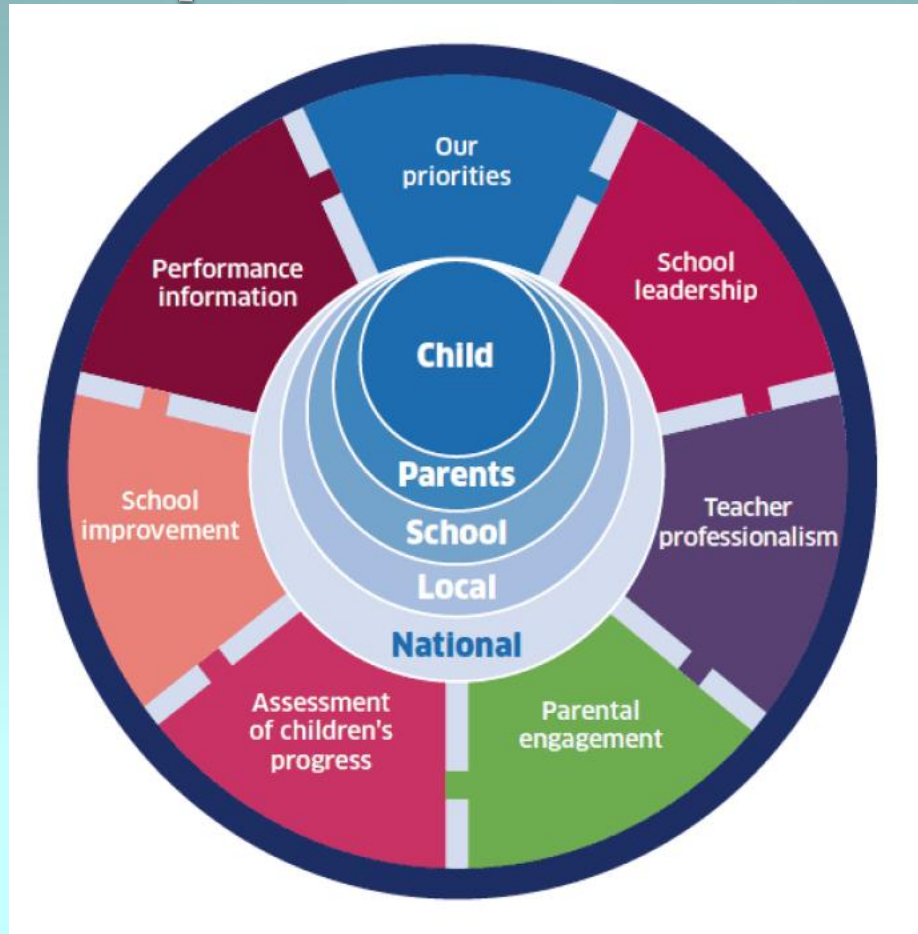 Our
priorities
School
leadership
Teacher
professionalism
Parental
engagement
Assessment
of children's
progress
School
improvement
Performance
information
Child
Parents
School
Local
National